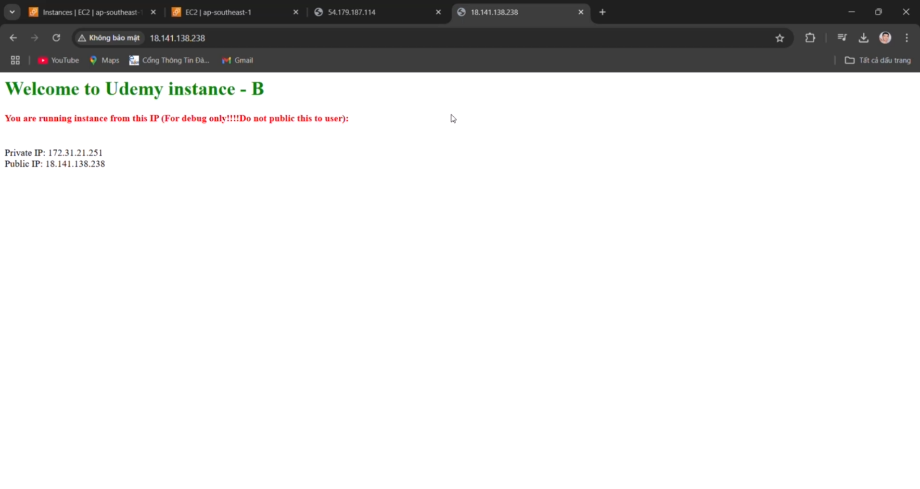 Instances | EC2 | ap-southeast-
EC2 | ap-southeast-1
54.179.187.114
18.141.138.238
Không bảo mật
18.141.138.238
YouTube
Maps
Cổng Thông Tin Đà...
Gmail
Tất cả dấu trang
Welcome to Udemy instance - B
You are running instance from this IP (For debug only!!!!Do not public this to user):
Private IP: 172.31.21.251
Public IP: 18.141.138.238